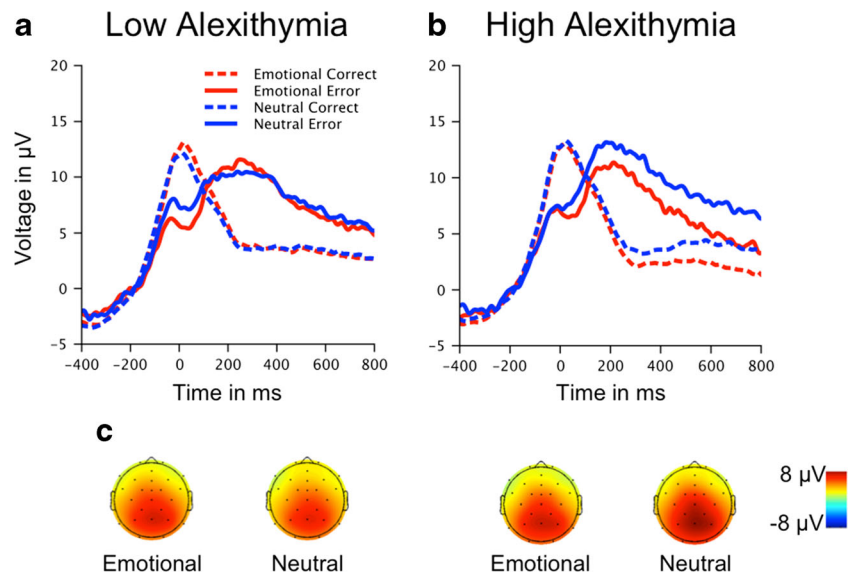 a Low Alexithymia
b High Alexithymia
Voltage in µV
20
15
10
5
0
-5
Emotional Correct
Emotional Error
Neutral Correct
Neutral Error
-400 -200 0 200 400 600 800
Time in ms
20
15
10
5
0
-5
-400 -200 0 200 400 600 800
Time in ms
c
Emotional Neutral
Emotional Neutral
8 µV
-8 µV